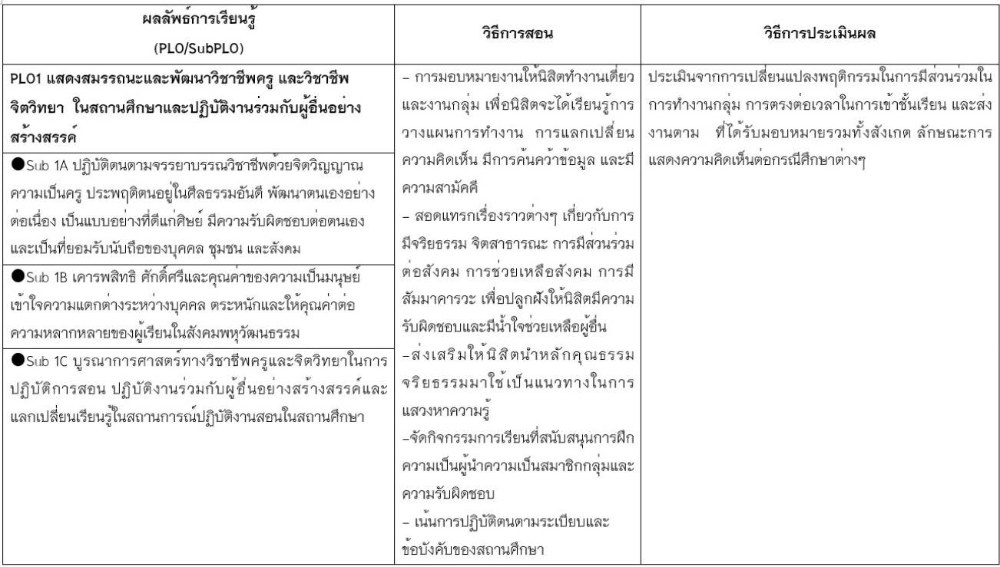 ผลลัพธ์การเรียนรู้
(PLO/SubPLO)
วิธีการสอน
วิธีการประเมินผล
PLO1 แสดงสมรรถนะและพัฒนาวิชาชีพครู และวิชาชีพ
จิตวิทยา ในสถานศึกษาและปฏิบัติงานร่วมกับผู้อื่นอย่าง
สร้างสรรค์
●Sub 1A ปฏิบัติตนตามจรรยาบรรณวิชาชีพด้วยจิตวิญญาณ
ความเป็นครู ประพฤติตนอยู่ในศีลธรรมอันดี พัฒนาตนเองอย่าง
ต่อเนื่อง เป็นแบบอย่างที่ดีแก่ศิษย์ มีความรับผิดชอบต่อตนเอง
และเป็นที่ยอมรับนับถือของบุคคล ชุมชน และสังคม
●Sub 1B เคารพสิทธิ ศักดิ์ศรีและคุณค่าของความเป็นมนุษย์
เข้าใจความแตกต่างระหว่างบุคคล ตระหนักและให้คุณค่าต่อ
ความหลากหลายของผู้เรียนในสังคมพหุวัฒนธรรม
●Sub 1C บูรณาการศาสตร์ทางวิชาชีพครูและจิตวิทยาในการ
ปฏิบัติการสอน ปฏิบัติงานร่วมกับผู้อื่นอย่างสร้างสรรค์และ
แลกเปลี่ยนเรียนรู้ในสถานการณ์ปฏิบัติงานสอนในสถานศึกษา
- การมอบหมายงานให้นิสิตทำงานเดี่ยว
และงานกลุ่ม เพื่อนิสิตจะได้เรียนรู้การ
วางแผนการทำงาน การแลกเปลี่ยน
ความคิดเห็น มีการค้นคว้าข้อมูล และมี
ความสามัคคี
- สอดแทรกเรื่องราวต่างๆ เกี่ยวกับการ
มีจริยธรรม จิตสาธารณะ การมีส่วนร่วม
ต่อสังคม การช่วยเหลือสังคม การมี
สัมมาคารวะ เพื่อปลูกฝังให้นิสิตมีความ
รับผิดชอบและมีน้ำใจช่วยเหลือผู้อื่น
-ส่งเสริมให้นิสิตนำหลักคุณธรรม
จริยธรรมมาใช้เป็นแนวทางในการ
แสวงหาความรู้
-จัดกิจกรรมการเรียนที่สนับสนุนการฝึก
ความเป็นผู้นำความเป็นสมาชิกกลุ่มและ
ความรับผิดชอบ
- เน้นการปฏิบัติตนตามระเบียบและ
ข้อบังคับของสถานศึกษา
ประเมินจากการเปลี่ยนแปลงพฤติกรรมในการมีส่วนร่วมใน
การทำงานกลุ่ม การตรงต่อเวลาในการเข้าชั้นเรียน และส่ง
งานตาม ที่ได้รับมอบหมายรวมทั้งสังเกต ลักษณะการ
แสดงความคิดเห็นต่อกรณีศึกษาต่างๆ